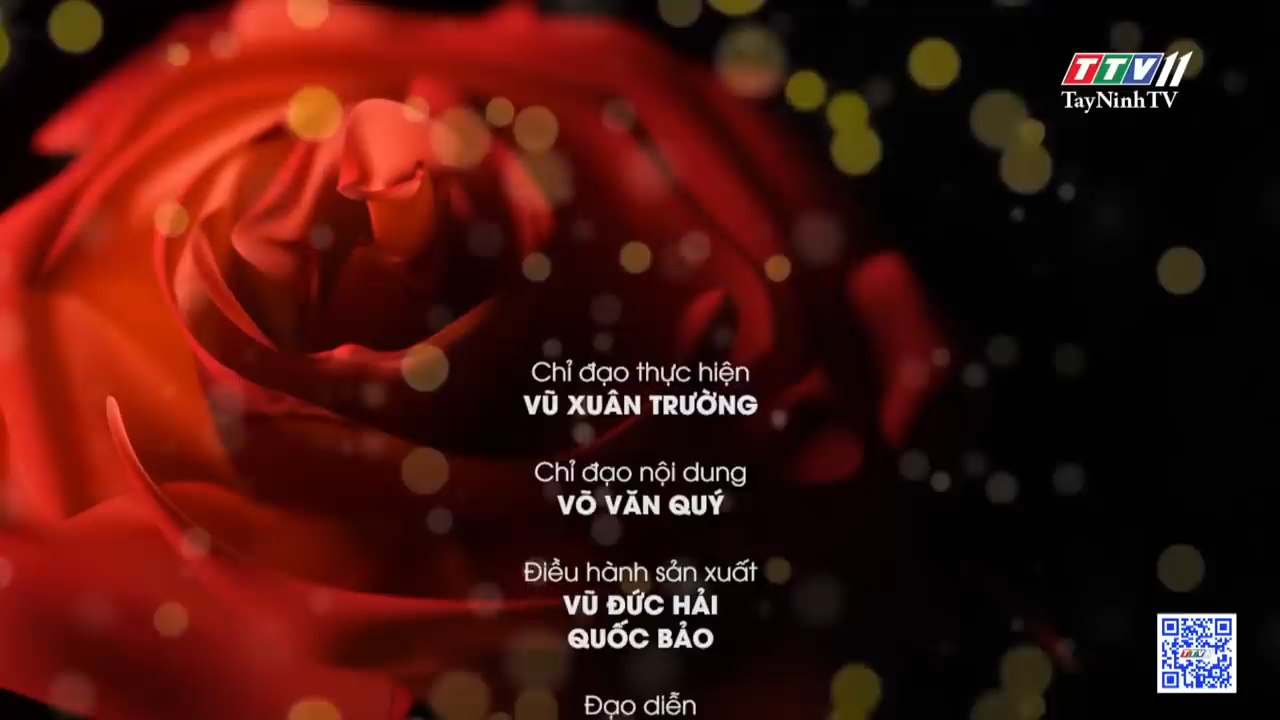 TTV11
TayNinhTV
Chỉ đạo thực hiện
VŨ XUÂN TRƯỜNG
Chỉ đạo nội dung
VÕ VĂN QUÝ
Điều hành sản xuất
VŨ ĐỨC HẢI
QUỐC BẢO
Đạo diễn
TTV